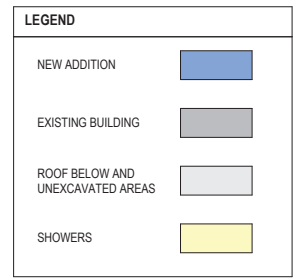 LEGEND
NEW ADDITION
EXISTING BUILDING
ROOF BELOW AND
UNEXCAVATED AREAS
SHOWERS